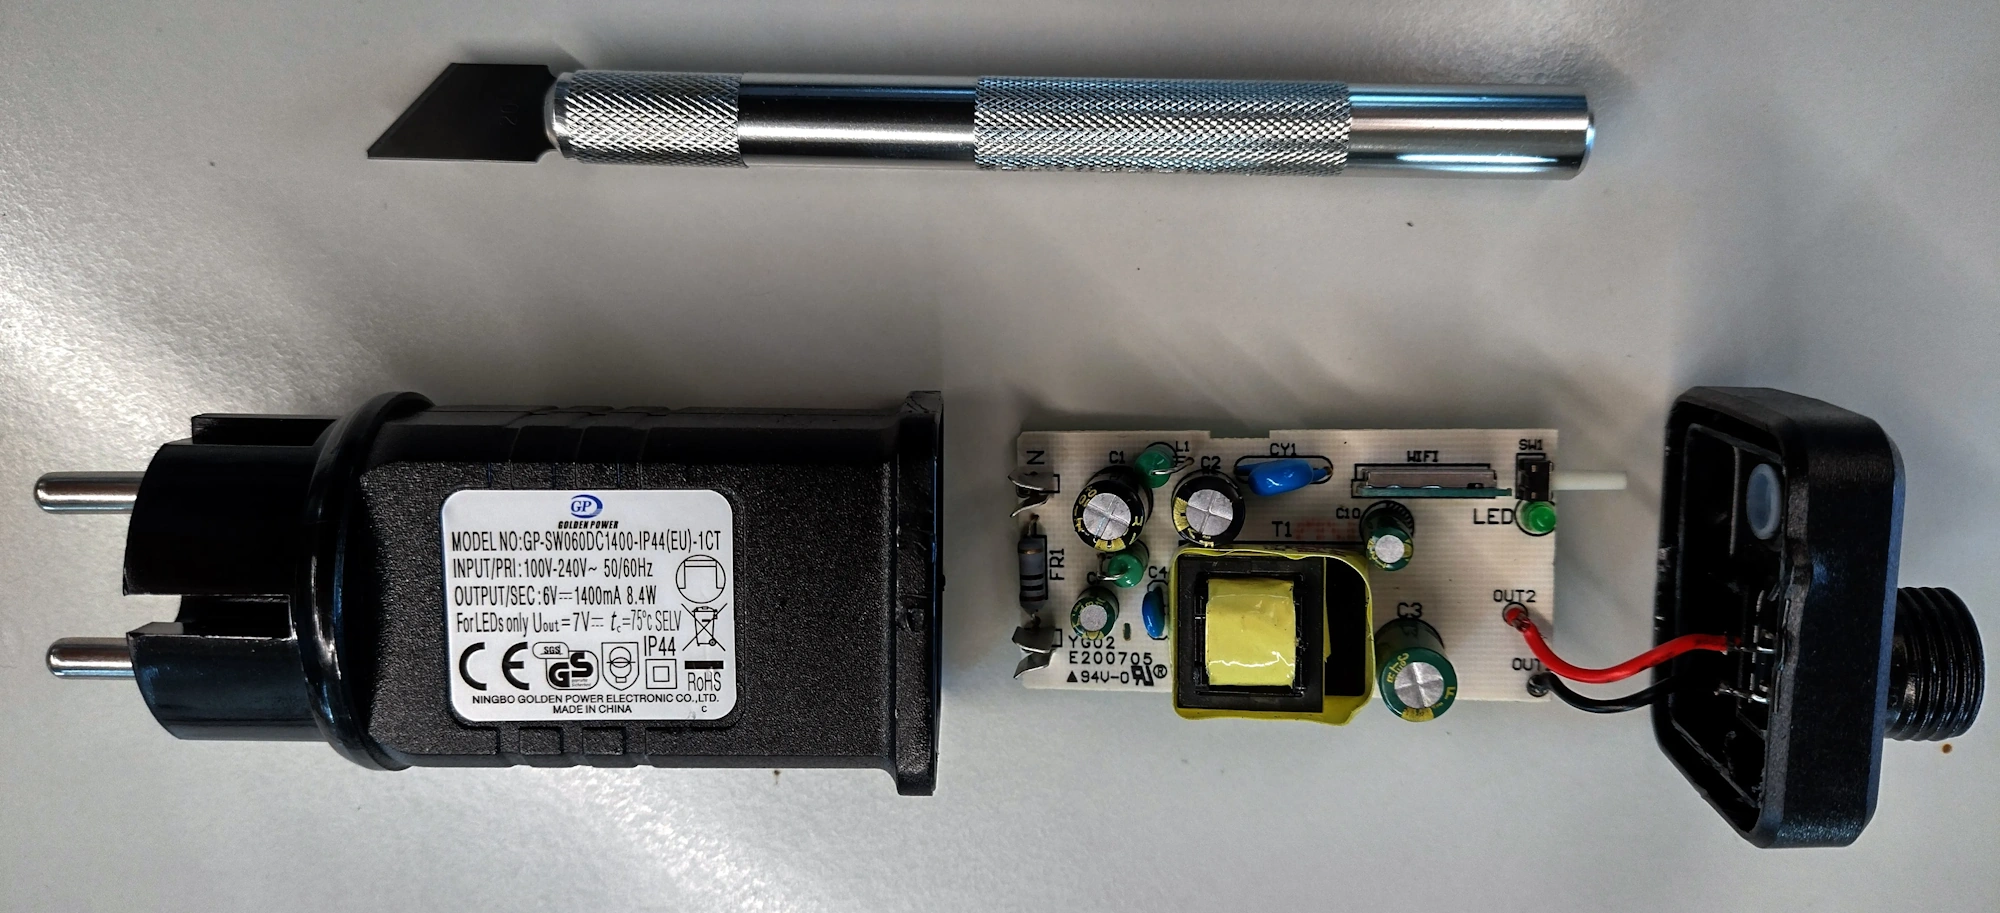 GP
GOLDEN POWER
MODEL NO:GP-SW060DC1400-IP44(EU)-1CT
INPUT/PRI:100V-240V~ 50/60Hz
OUTPUT/SEC:6V⎓1400mA 8.4W
For LEDs only Uout=7V⎓ tc=75°c SELV
IP44
CE
SGS
GS
RoHS
NINGBO GOLDEN POWER ELECTRONIC CO.,LTD.
MADE IN CHINA
C
N
C1
L1
C2
CY1
WIFI
SW1
LED
C10
T1
FR1
C4
C3
OUT2
OUT
YG02
E200705
▲94V-0